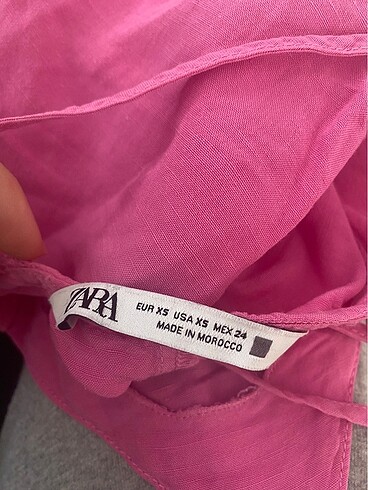 ZARA
EUR XS USA XS MEX 24
MADE IN MOROCCO